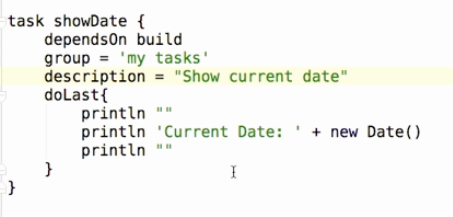 task showDate {
    dependsOn build
    group = 'my tasks'
    description = "Show current date"
    doLast{
        println ""
        println 'Current Date: ' + new Date()
        println ""
    }
}